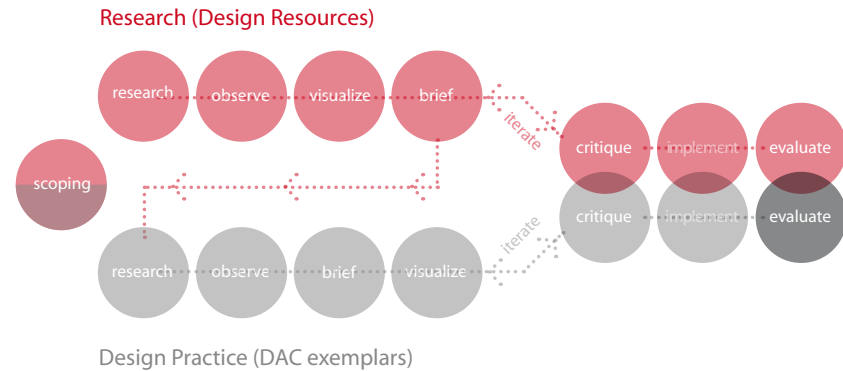 Research (Design Resources)
research observe visualize brief
iterate
critique implement evaluate
scoping
critique implement evaluate
iterate
research observe brief visualize
Design Practice (DAC exemplars)